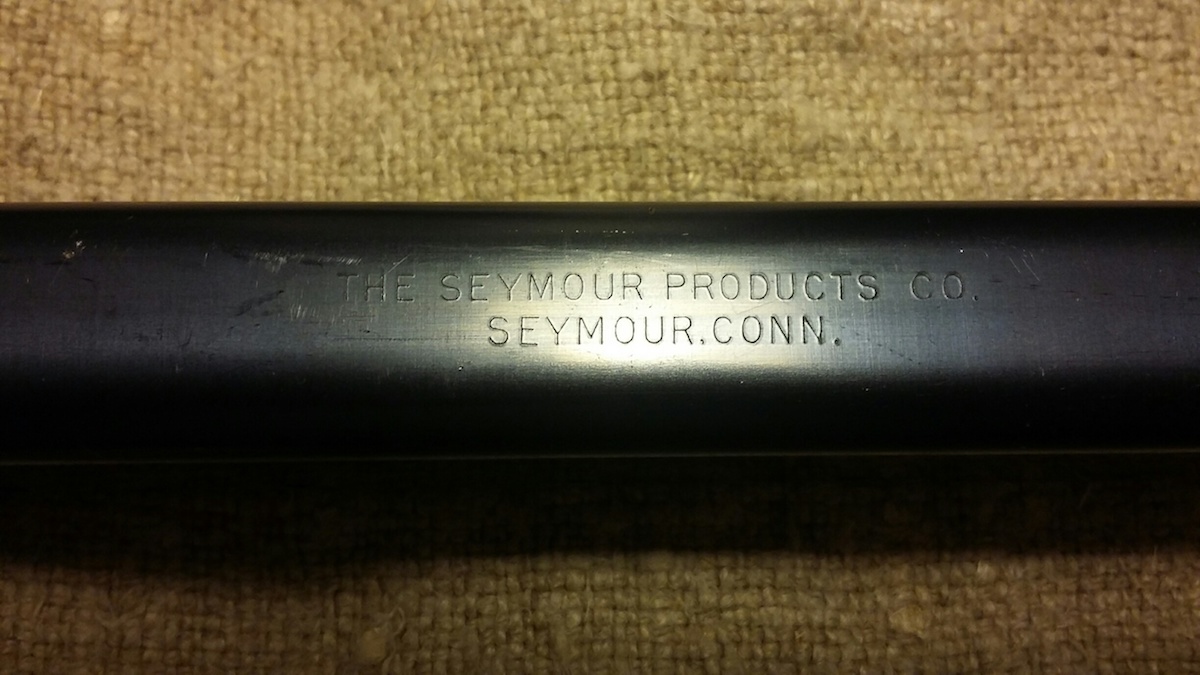 THE SEYMOUR PRODUCTS CO.
SEYMOUR.CONN.